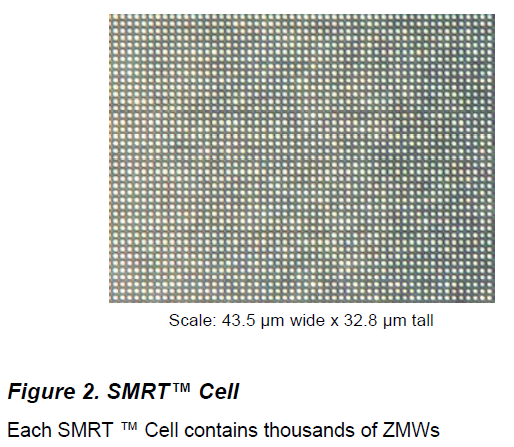 Scale: 43.5 µm wide x 32.8 µm tall
Figure 2. SMRT™ Cell
Each SMRT ™ Cell contains thousands of ZMWs